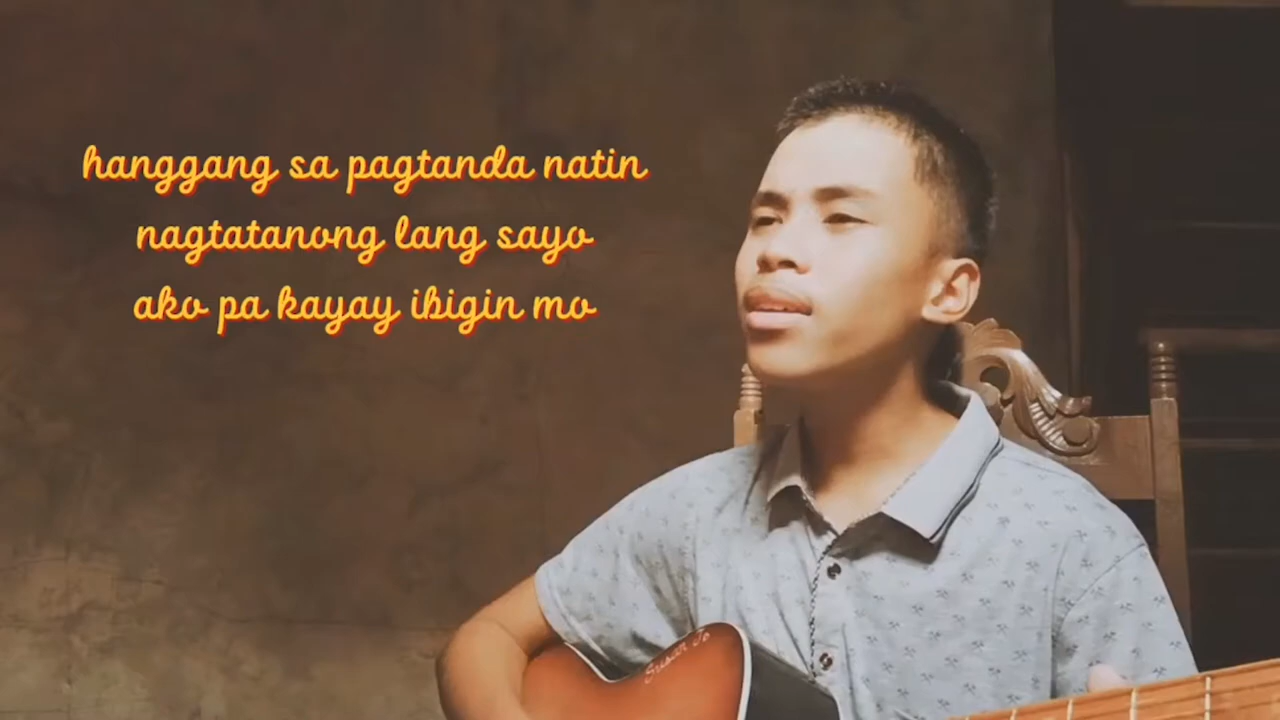 hanggang sa pagtanda natin
nagtatanong lang sayo
ako pa kayay ibigin mo